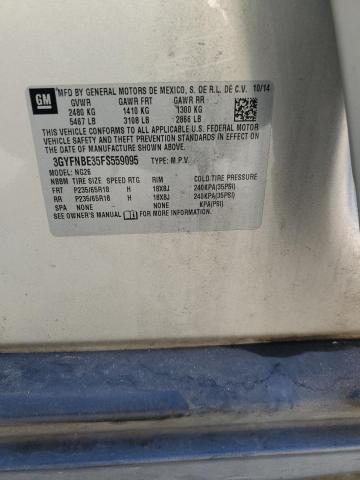 GM
MFD BY GENERAL MOTORS DE MEXICO, S. DE R.L. DE C.V. 10/14
GVWR GAWR FRT GAWR RR
2480 KG 1410 KG 1300 KG
5467 LB 3108 LB 2866 LB
THIS VEHICLE CONFORMS TO ALL APPLICABLE U.S. FEDERAL MOTOR
VEHICLE SAFETY, BUMPER, AND THEFT PREVENTION
STANDARDS IN EFFECT ON THE DATE OF MANUFACTURE SHOWN ABOVE.
3GYFNBE35FS559095 TYPE: M.P.V.
MODEL: NG26
NBBM TIRE SIZE SPEED RTG RIM COLD TIRE PRESSURE
FRT P235/65R18 H 18X8J 240KPA(35PSI)
RR P235/65R18 H 18X8J 240KPA(35PSI)
SPA NONE NONE KPA(PSI)
SEE OWNER'S MANUAL FOR ADDITIONAL INFORMATION.